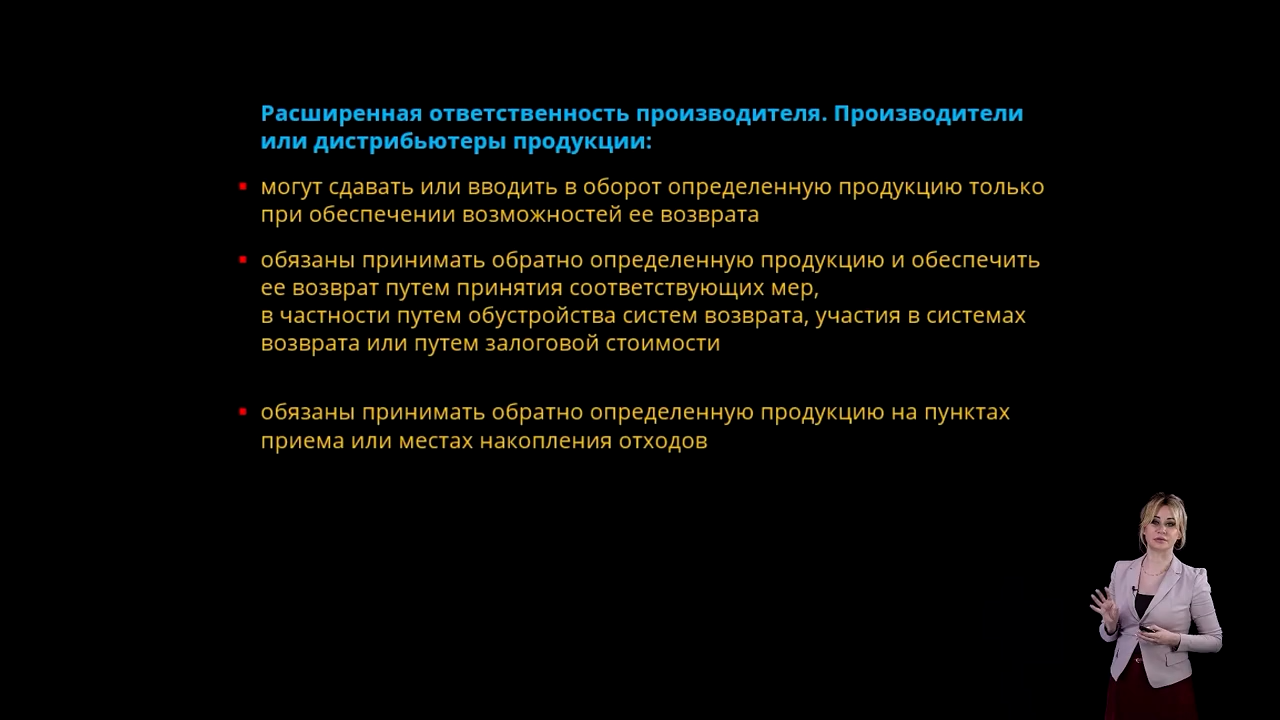 Расширенная ответственность производителя. Производители
или дистрибьютеры продукции:
могут сдавать или вводить в оборот определенную продукцию только
при обеспечении возможностей ее возврата
обязаны принимать обратно определенную продукцию и обеспечить
ее возврат путем принятия соответствующих мер,
в частности путем обустройства систем возврата, участия в системах
возврата или путем залоговой стоимости
обязаны принимать обратно определенную продукцию на пунктах
приема или местах накопления отходов